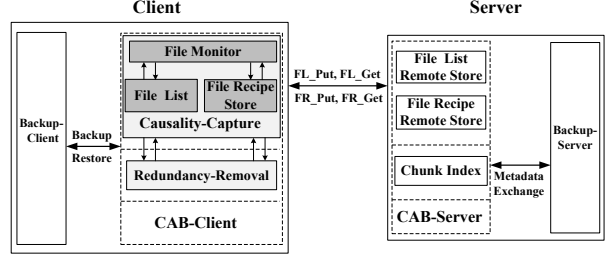 Client
Server
File Monitor
File List
File Recipe
Store
Causality-Capture
Backup-
Client
Backup
Restore
Redundancy-Removal
CAB-Client
FL_Put, FL_Get
FR_Put, FR_Get
File List
Remote Store
File Recipe
Remote Store
Chunk Index
CAB-Server
Metadata
Exchange
Backup-
Server